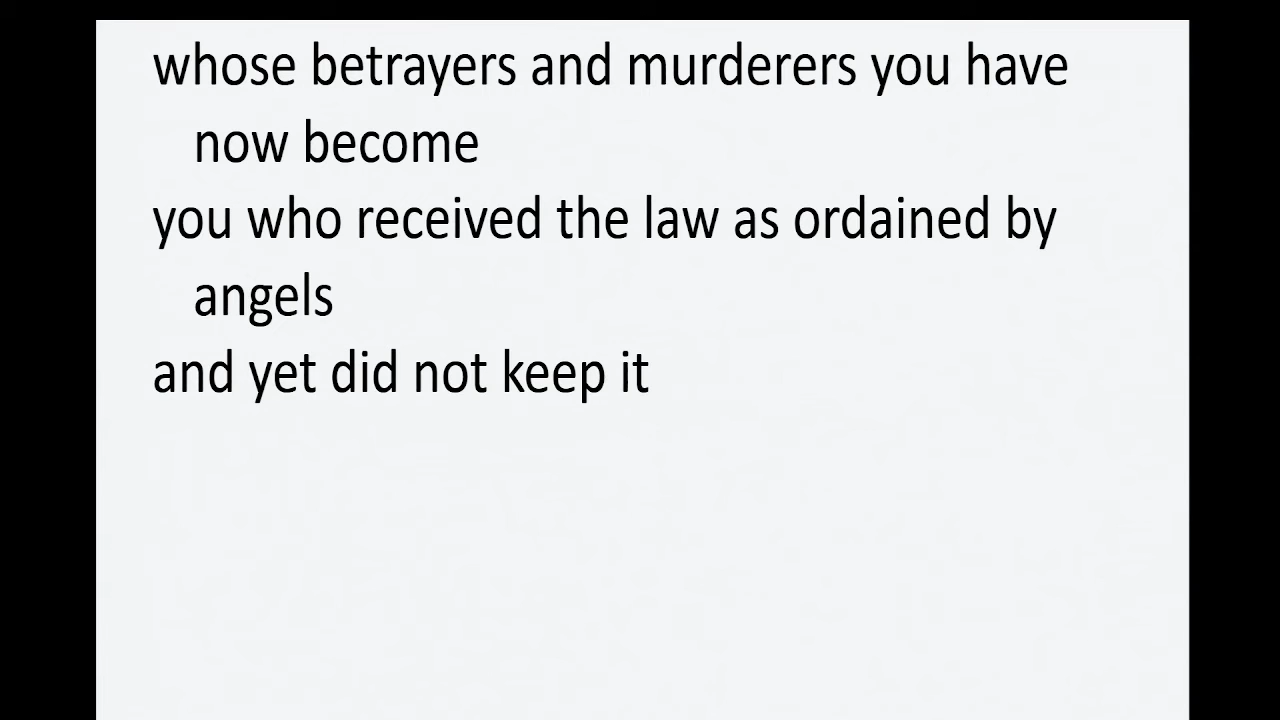 whose betrayers and murderers you have
now become
you who received the law as ordained by
angels
and yet did not keep it